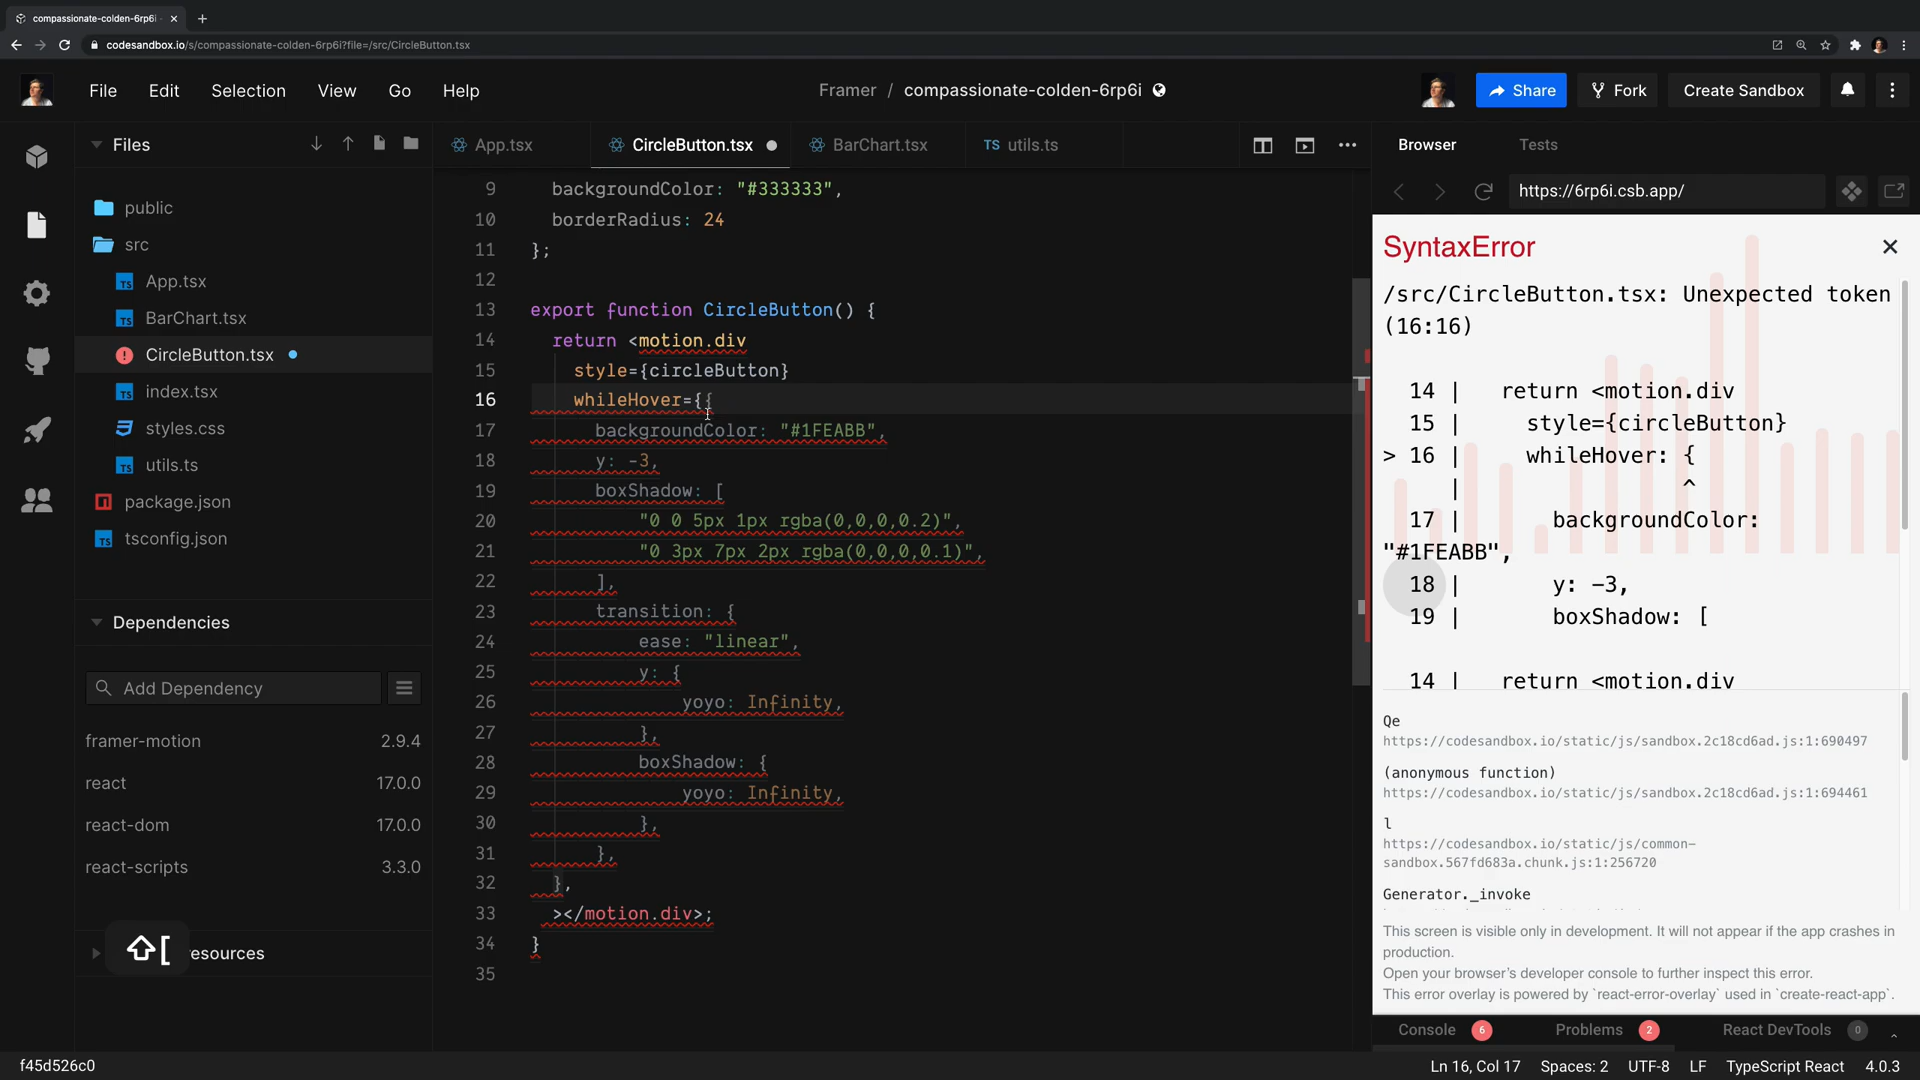 compassionate-colden-6rp6i
codesandbox.io/s/compassionate-colden-6rp6i?file=/src/CircleButton.tsx
File Edit Selection View Go Help
Framer / compassionate-colden-6rp6i
Share Fork Create Sandbox
Files
public
src
App.tsx
BarChart.tsx
CircleButton.tsx
index.tsx
styles.css
utils.ts
package.json
tsconfig.json
Dependencies
Add Dependency
framer-motion 2.9.4
react 17.0.0
react-dom 17.0.0
react-scripts 3.3.0
⇧[ esources
App.tsx CircleButton.tsx BarChart.tsx TS utils.ts
9 backgroundColor: "#333333",
10 borderRadius: 24
11 };
12
13 export function CircleButton() {
14 return <motion.div
15 style={circleButton}
16 whileHover={{
17 backgroundColor: "#1FEABB",
18 y: -3,
19 boxShadow: [
20 "0 0 5px 1px rgba(0,0,0,0.2)",
21 "0 3px 7px 2px rgba(0,0,0,0.1)",
22 ],
23 transition: {
24 ease: "linear",
25 y: {
26 yoyo: Infinity,
27 },
28 boxShadow: {
29 yoyo: Infinity,
30 },
31 },
32 },
33 ></motion.div>;
34 }
35
Browser Tests
https://6rp6i.csb.app/
SyntaxError
/src/CircleButton.tsx: Unexpected token
(16:16)
14 | return <motion.div
15 | style={circleButton}
> 16 | whileHover: {
| ^
17 | backgroundColor:
"#1FEABB",
18 | y: -3,
19 | boxShadow: [
14 | return <motion.div
Qe
https://codesandbox.io/static/js/sandbox.2c18cd6ad.js:1:690497
(anonymous function)
https://codesandbox.io/static/js/sandbox.2c18cd6ad.js:1:694461
l
https://codesandbox.io/static/js/common-
sandbox.567fd683a.chunk.js:1:256720
Generator._invoke
This screen is visible only in development. It will not appear if the app crashes in
production.
Open your browser's developer console to further inspect this error.
This error overlay is powered by `react-error-overlay` used in `create-react-app`.
Console 6 Problems 2 React DevTools 0
f45d526c0
Ln 16, Col 17 Spaces: 2 UTF-8 LF TypeScript React 4.0.3